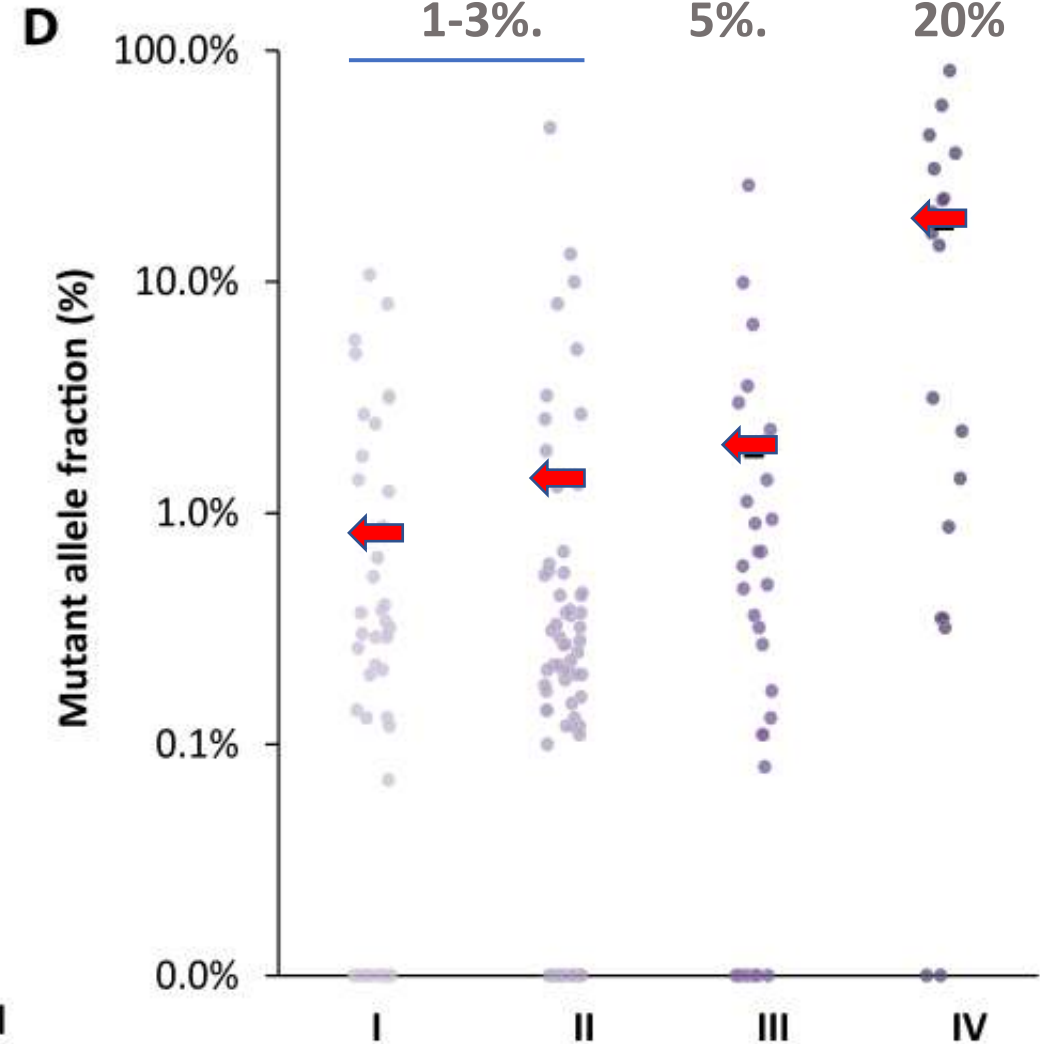 D
1-3%.
5%.
20%
100.0%
10.0%
1.0%
0.1%
0.0%
Mutant allele fraction (%)
I
II
III
IV